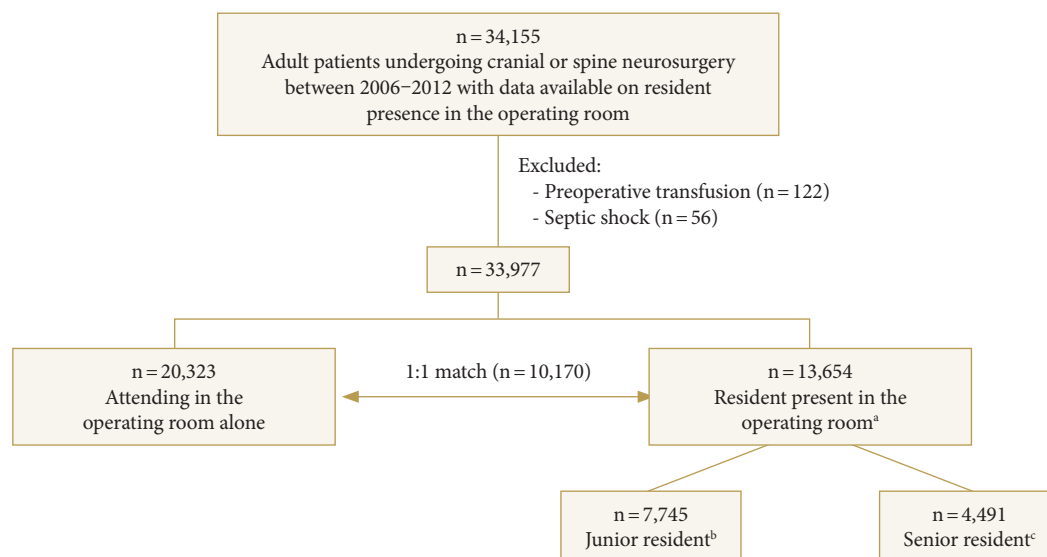 n = 34,155
Adult patients undergoing cranial or spine neurosurgery
between 2006−2012 with data available on resident
presence in the operating room
Excluded:
- Preoperative transfusion (n = 122)
- Septic shock (n = 56)
n = 33,977
n = 20,323
Attending in the
operating room alone
1:1 match (n = 10,170)
n = 13,654
Resident present in the
operating roomᵃ
n = 7,745
Junior residentᵇ
n = 4,491
Senior residentᶜ